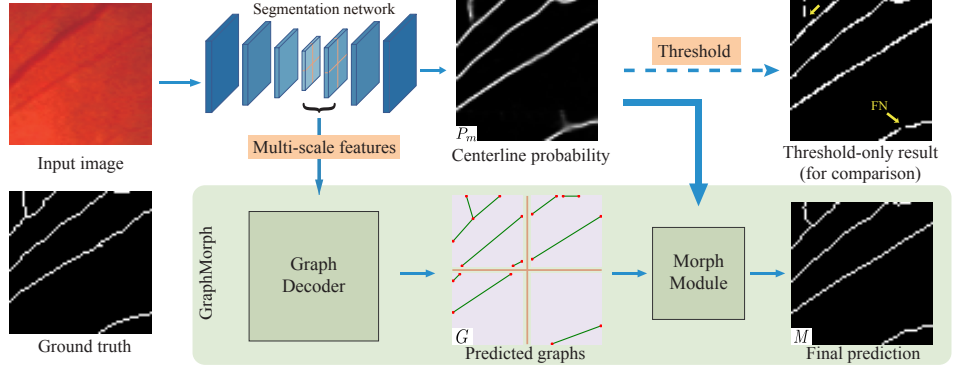 Segmentation network
Threshold
FN
P_m
Input image
Multi-scale features
Centerline probability
Threshold-only result
(for comparison)
GraphMorph
Graph
Decoder
Morph
Module
G
M
Ground truth
Predicted graphs
Final prediction